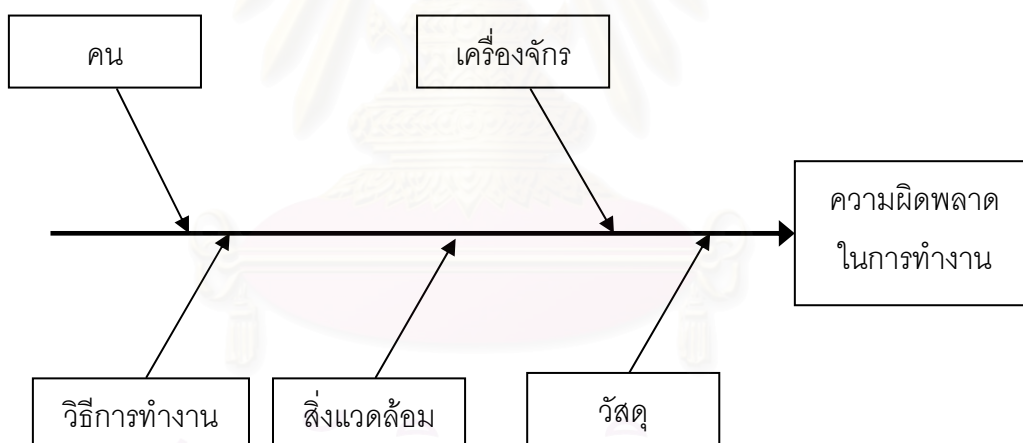 คน
เครื่องจักร
ความผิดพลาด
ในการทำงาน
วิธีการทำงาน
สิ่งแวดล้อม
วัสดุ